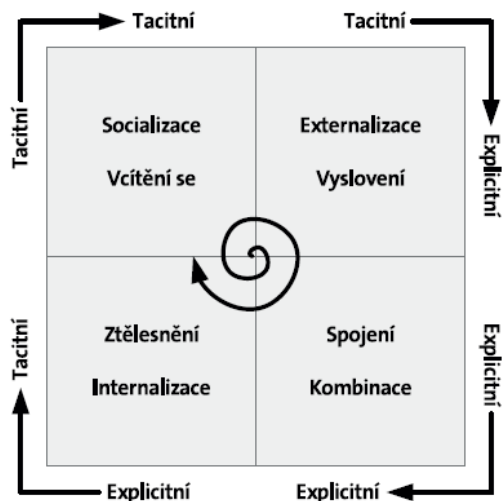 Tacitní
Tacitní
Tacitní
Explicitní
Socializace
Vcítění se
Externalizace
Vyslovení
Tacitní
Explicitní
Ztělesnění
Internalizace
Spojení
Kombinace
Explicitní
Explicitní